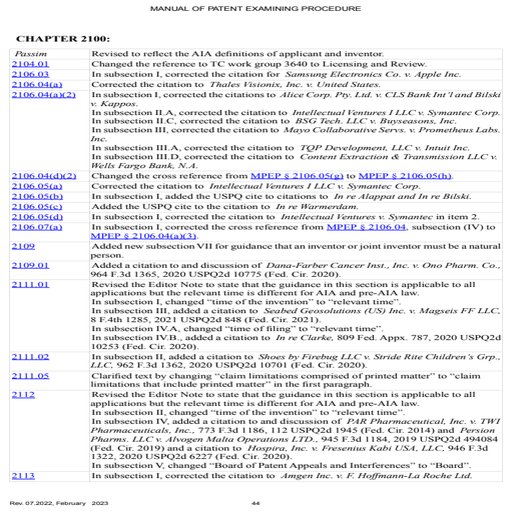 MANUAL OF PATENT EXAMINING PROCEDURE
CHAPTER 2100:
Passim Revised to reflect the AIA definitions of applicant and inventor.
2104.01 Changed the reference to TC work group 3640 to Licensing and Review.
2106.03 In subsection I, corrected the citation for Samsung Electronics Co. v. Apple Inc.
2106.04(a) Corrected the citation to Thales Visionix, Inc. v. United States.
2106.04(a)(2) In subsection I, corrected the citations to Alice Corp. Pty. Ltd. v. CLS Bank Int'l and Bilski
v. Kappos.
In subsection II.A, corrected the citation to Intellectual Ventures I LLC v. Symantec Corp.
In subsection II.C, corrected the citation to BSG Tech. LLC v. Buyseasons, Inc.
In subsection III, corrected the citation to Mayo Collaborative Servs. v. Prometheus Labs.
Inc.
In subsection III.A, corrected the citation to TQP Development, LLC v. Intuit Inc.
In subsection III.D, corrected the citation to Content Extraction & Transmission LLC v.
Wells Fargo Bank, N.A.
2106.04(d)(2) Changed the cross reference from MPEP § 2106.05(g) to MPEP § 2106.05(h).
2106.05(a) Corrected the citation to Intellectual Ventures I LLC v. Symantec Corp.
2106.05(b) In subsection I, added the USPQ cite to citations to In re Alappat and In re Bilski.
2106.05(c) Added the USPQ cite to the citation to In re Warmerdam.
2106.05(d) In subsection I, corrected the citation to Intellectual Ventures v. Symantec in item 2.
2106.07(a) In subsection I, corrected the cross reference from MPEP § 2106.04, subsection (IV) to
MPEP § 2106.04(a)(3).
2109 Added new subsection VII for guidance that an inventor or joint inventor must be a natural
person.
2109.01 Added a citation to and discussion of Dana-Farber Cancer Inst., Inc. v. Ono Pharm. Co.,
964 F.3d 1365, 2020 USPQ2d 10775 (Fed. Cir. 2020).
2111.01 Revised the Editor Note to state that the guidance in this section is applicable to all
applications but the relevant time is different for AIA and pre-AIA law.
In subsection I, changed “time of the invention” to “relevant time”.
In subsection III, added a citation to Seabed Geosolutions (US) Inc. v. Magseis FF LLC,
8 F.4th 1285, 2021 USPQ2d 848 (Fed. Cir. 2021).
In subsection IV.A, changed “time of filing” to “relevant time”.
In subsection IV.B., added a citation to In re Clarke, 809 Fed. Appx. 787, 2020 USPQ2d
10253 (Fed. Cir. 2020).
2111.02 In subsection II, added a citation to Shoes by Firebug LLC v. Stride Rite Children's Grp.,
LLC, 962 F.3d 1362, 2020 USPQ2d 10701 (Fed. Cir. 2020).
2111.05 Clarified text by changing “claim limitations comprised of printed matter” to “claim
limitations that include printed matter” in the first paragraph.
2112 Revised the Editor Note to state that the guidance in this section is applicable to all
applications but the relevant time is different for AIA and pre-AIA law.
In subsection II, changed “time of the invention” to “relevant time”.
In subsection IV, added a citation to and discussion of PAR Pharmaceutical, Inc. v. TWI
Pharmaceuticals, Inc., 773 F.3d 1186, 112 USPQ2d 1945 (Fed. Cir. 2014) and Persion
Pharms. LLC v. Alvogen Malta Operations LTD., 945 F.3d 1184, 2019 USPQ2d 494084
(Fed. Cir. 2019) and a citation to Hospira, Inc. v. Fresenius Kabi USA, LLC, 946 F.3d
1322, 2020 USPQ2d 6227 (Fed. Cir. 2020).
In subsection V, changed “Board of Patent Appeals and Interferences” to “Board”.
2113 In subsection I, corrected the citation to Amgen Inc. v. F. Hoffmann-La Roche Ltd.
Rev. 07.2022, February 2023 44